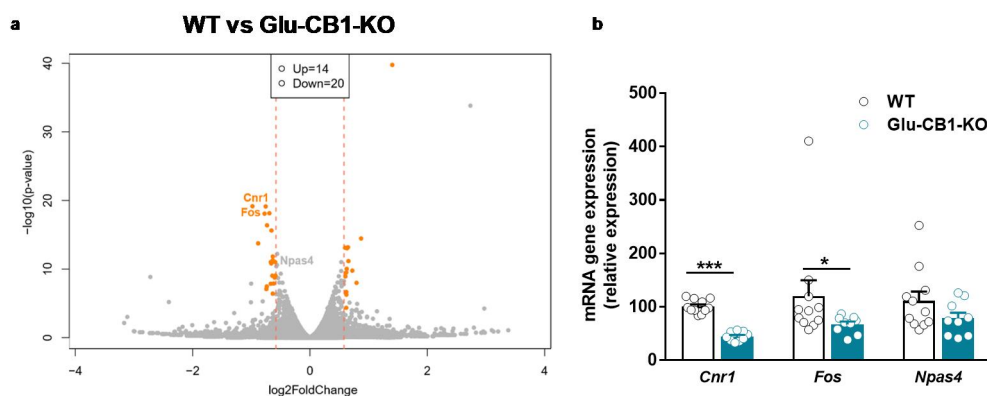 a
WT vs Glu-CB1-KO
40
30
20
10
0
-4
-2
0
2
4
−log10(p-value)
log2FoldChange
Up=14
Down=20
Cnr1
Fos
Npas4
b
500
400
300
200
100
0
mRNA gene expression
(relative expression)
WT
Glu-CB1-KO
***
*
Cnr1
Fos
Npas4